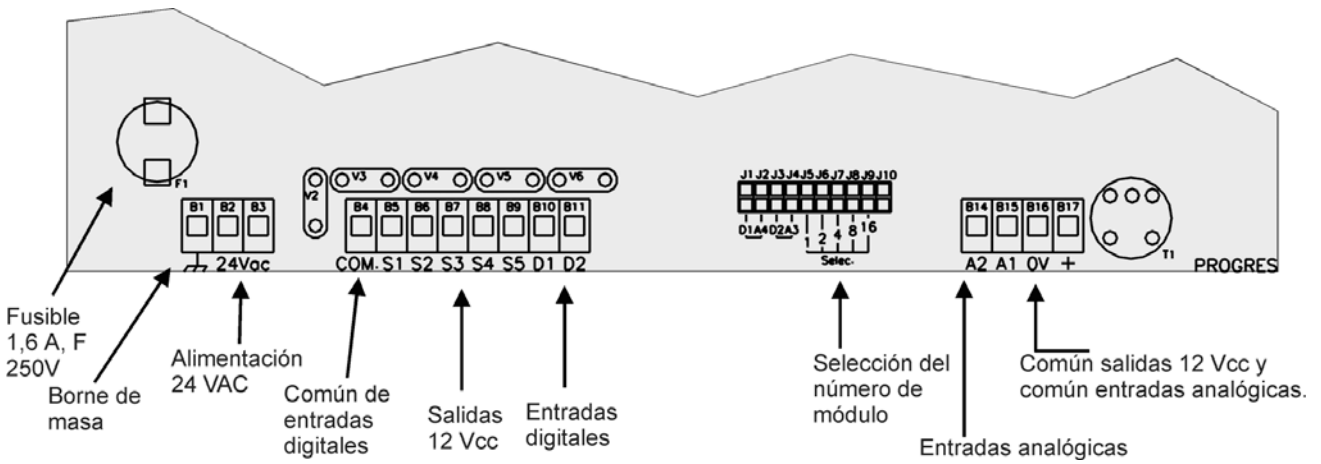 F1
V2
V3 V4 V5 V6
B1 B2 B3
B4 B5 B6 B7 B8 B9 B10 B11
24Vac
COM. S1 S2 S3 S4 S5 D1 D2
J1 J2 J3 J4 J5 J6 J7 J8 J9 J10
D1A4 D2A3
1 2 4 8 16
Selec.
B14 B15 B16 B17
A2 A1 0V +
T1
PROGRES
Fusible
1,6 A, F
250V
Borne de
masa
Alimentación
24 VAC
Común de
entradas
digitales
Salidas
12 Vcc
Entradas
digitales
Selección del
número de
módulo
Común salidas 12 Vcc y
común entradas analógicas.
Entradas analógicas